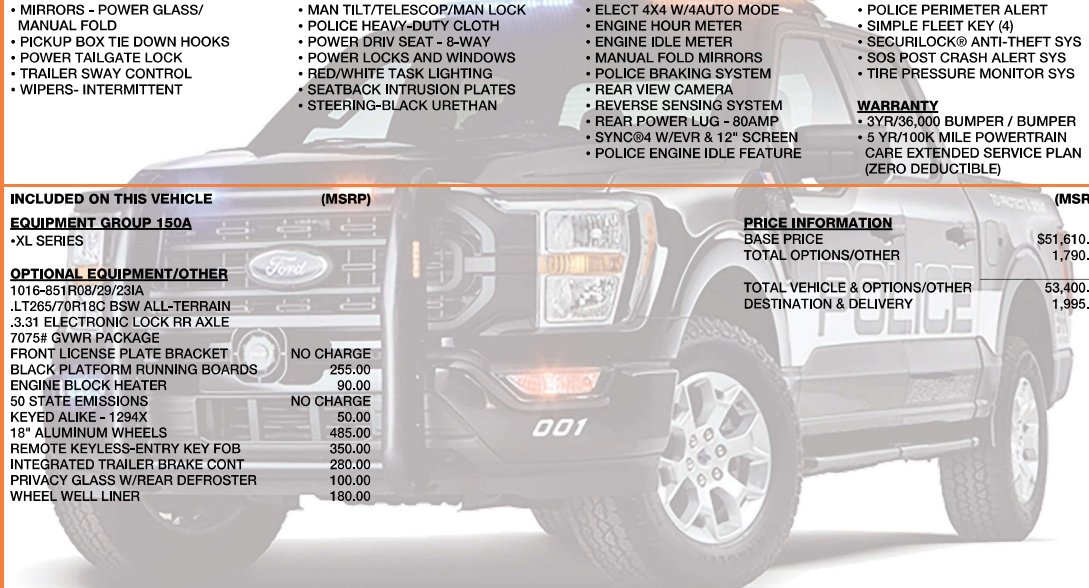 • MIRRORS - POWER GLASS/
MANUAL FOLD
• PICKUP BOX TIE DOWN HOOKS
• POWER TAILGATE LOCK
• TRAILER SWAY CONTROL
• WIPERS- INTERMITTENT
• MAN TILT/TELESCOP/MAN LOCK
• POLICE HEAVY-DUTY CLOTH
• POWER DRIV SEAT - 8-WAY
• POWER LOCKS AND WINDOWS
• RED/WHITE TASK LIGHTING
• SEATBACK INTRUSION PLATES
• STEERING-BLACK URETHAN
• ELECT 4X4 W/4AUTO MODE
• ENGINE HOUR METER
• ENGINE IDLE METER
• MANUAL FOLD MIRRORS
• POLICE BRAKING SYSTEM
• REAR VIEW CAMERA
• REVERSE SENSING SYSTEM
• REAR POWER LUG - 80AMP
• SYNC®4 W/EVR & 12" SCREEN
• POLICE ENGINE IDLE FEATURE
• POLICE PERIMETER ALERT
• SIMPLE FLEET KEY (4)
• SECURILOCK® ANTI-THEFT SYS
• SOS POST CRASH ALERT SYS
• TIRE PRESSURE MONITOR SYS
WARRANTY
• 3YR/36,000 BUMPER / BUMPER
• 5 YR/100K MILE POWERTRAIN
CARE EXTENDED SERVICE PLAN
(ZERO DEDUCTIBLE)
INCLUDED ON THIS VEHICLE (MSRP)
EQUIPMENT GROUP 150A
•XL SERIES
OPTIONAL EQUIPMENT/OTHER
1016-851R08/29/23IA
.LT265/70R18C BSW ALL-TERRAIN
.3.31 ELECTRONIC LOCK RR AXLE
7075# GVWR PACKAGE
FRONT LICENSE PLATE BRACKET NO CHARGE
BLACK PLATFORM RUNNING BOARDS 255.00
ENGINE BLOCK HEATER 90.00
50 STATE EMISSIONS NO CHARGE
KEYED ALIKE - 1294X 50.00
18" ALUMINUM WHEELS 485.00
REMOTE KEYLESS-ENTRY KEY FOB 350.00
INTEGRATED TRAILER BRAKE CONT 280.00
PRIVACY GLASS W/REAR DEFROSTER 100.00
WHEEL WELL LINER 180.00
(MSR
PRICE INFORMATION
BASE PRICE $51,610.
TOTAL OPTIONS/OTHER 1,790.
TOTAL VEHICLE & OPTIONS/OTHER 53,400.
DESTINATION & DELIVERY 1,995.
Ford
POLICE
001